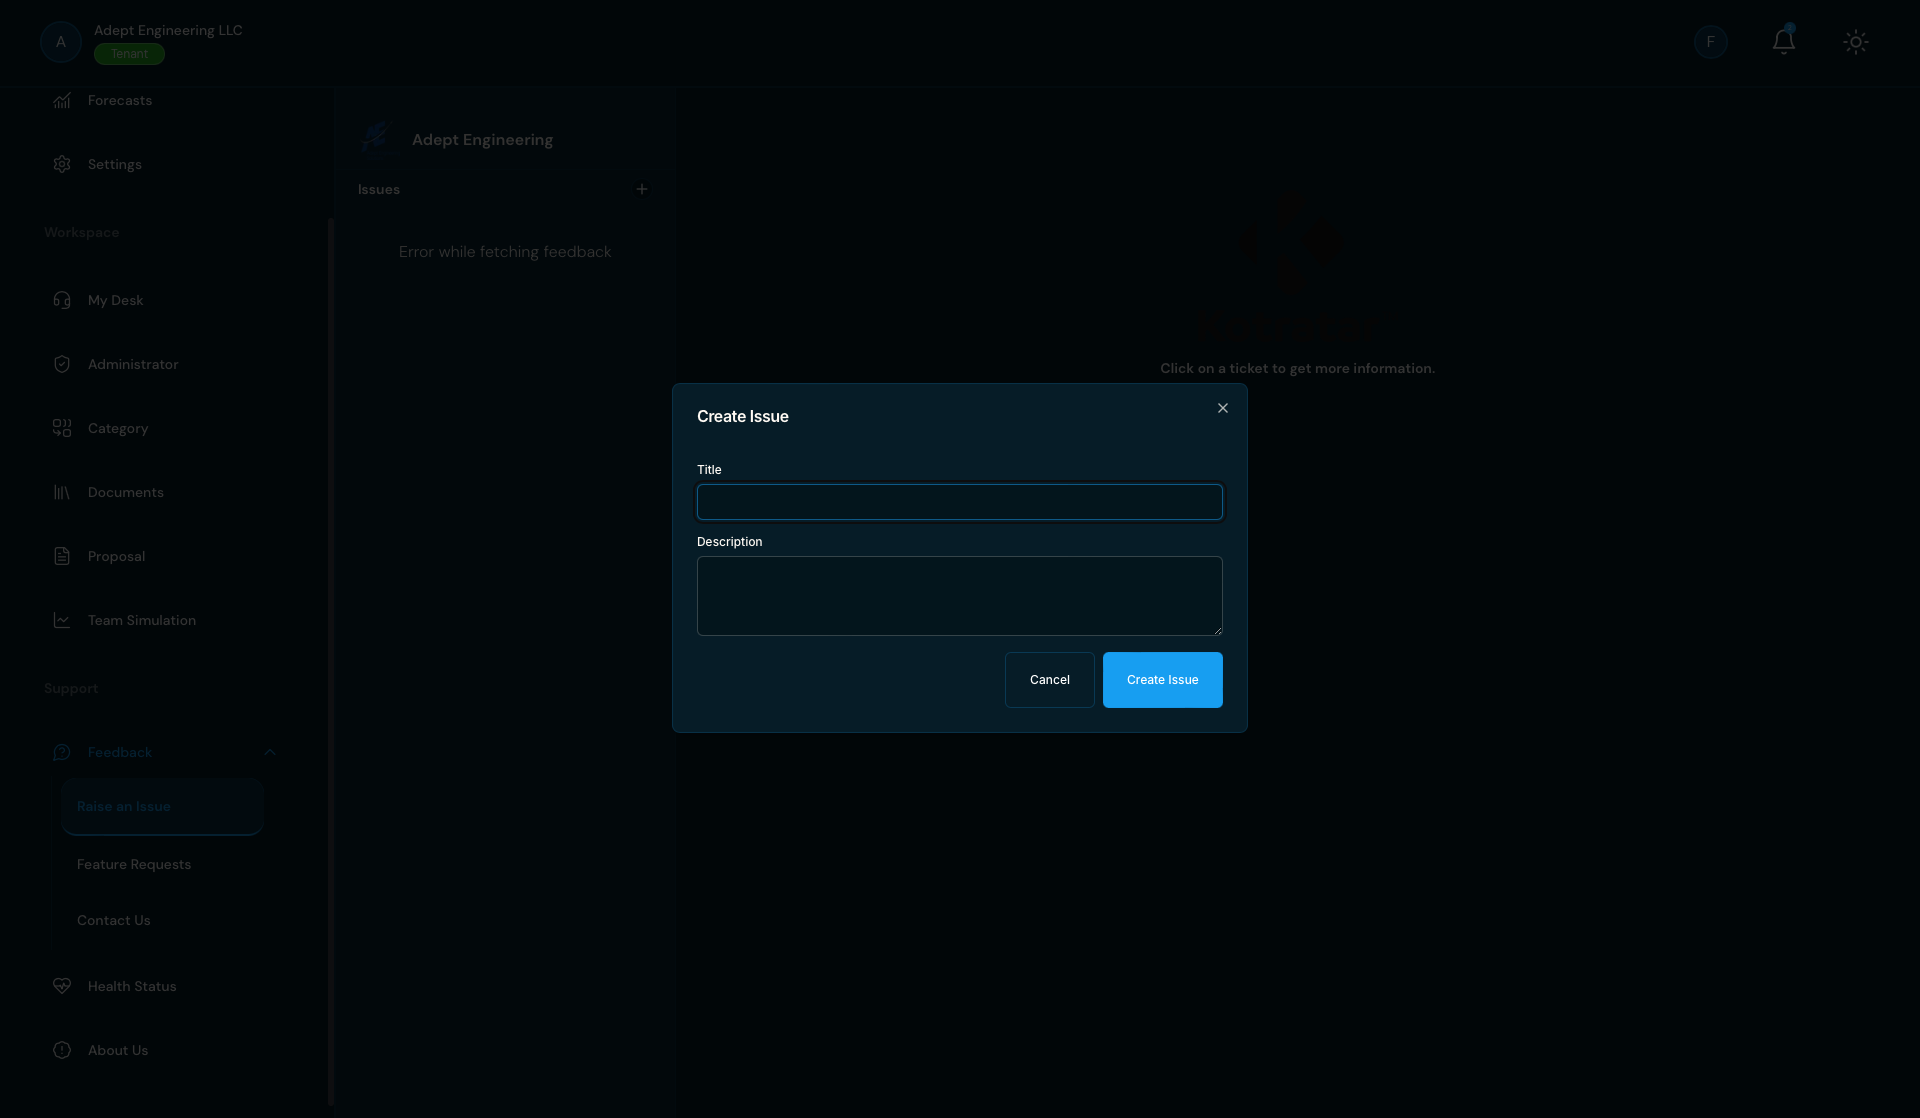 A
Adept Engineering LLC
Tenant
F
Forecasts
Settings
Workspace
My Desk
Administrator
Category
Documents
Proposal
Team Simulation
Support
Feedback
Raise an Issue
Feature Requests
Contact Us
Health Status
About Us
Adept Engineering
Issues
Error while fetching feedback
Click on a ticket to get more information.
Create Issue
Title
Description
Cancel
Create Issue